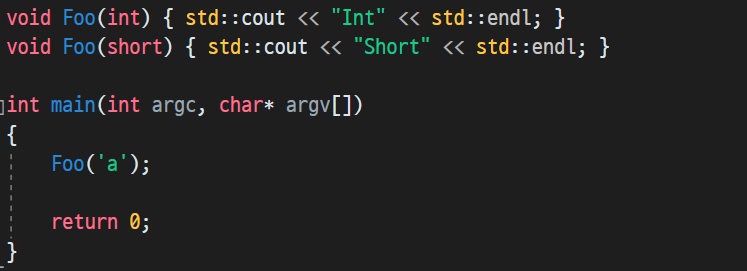 void Foo(int) { std::cout << "Int" << std::endl; }
void Foo(short) { std::cout << "Short" << std::endl; }
int main(int argc, char* argv[])
{
Foo('a');
return 0;
}